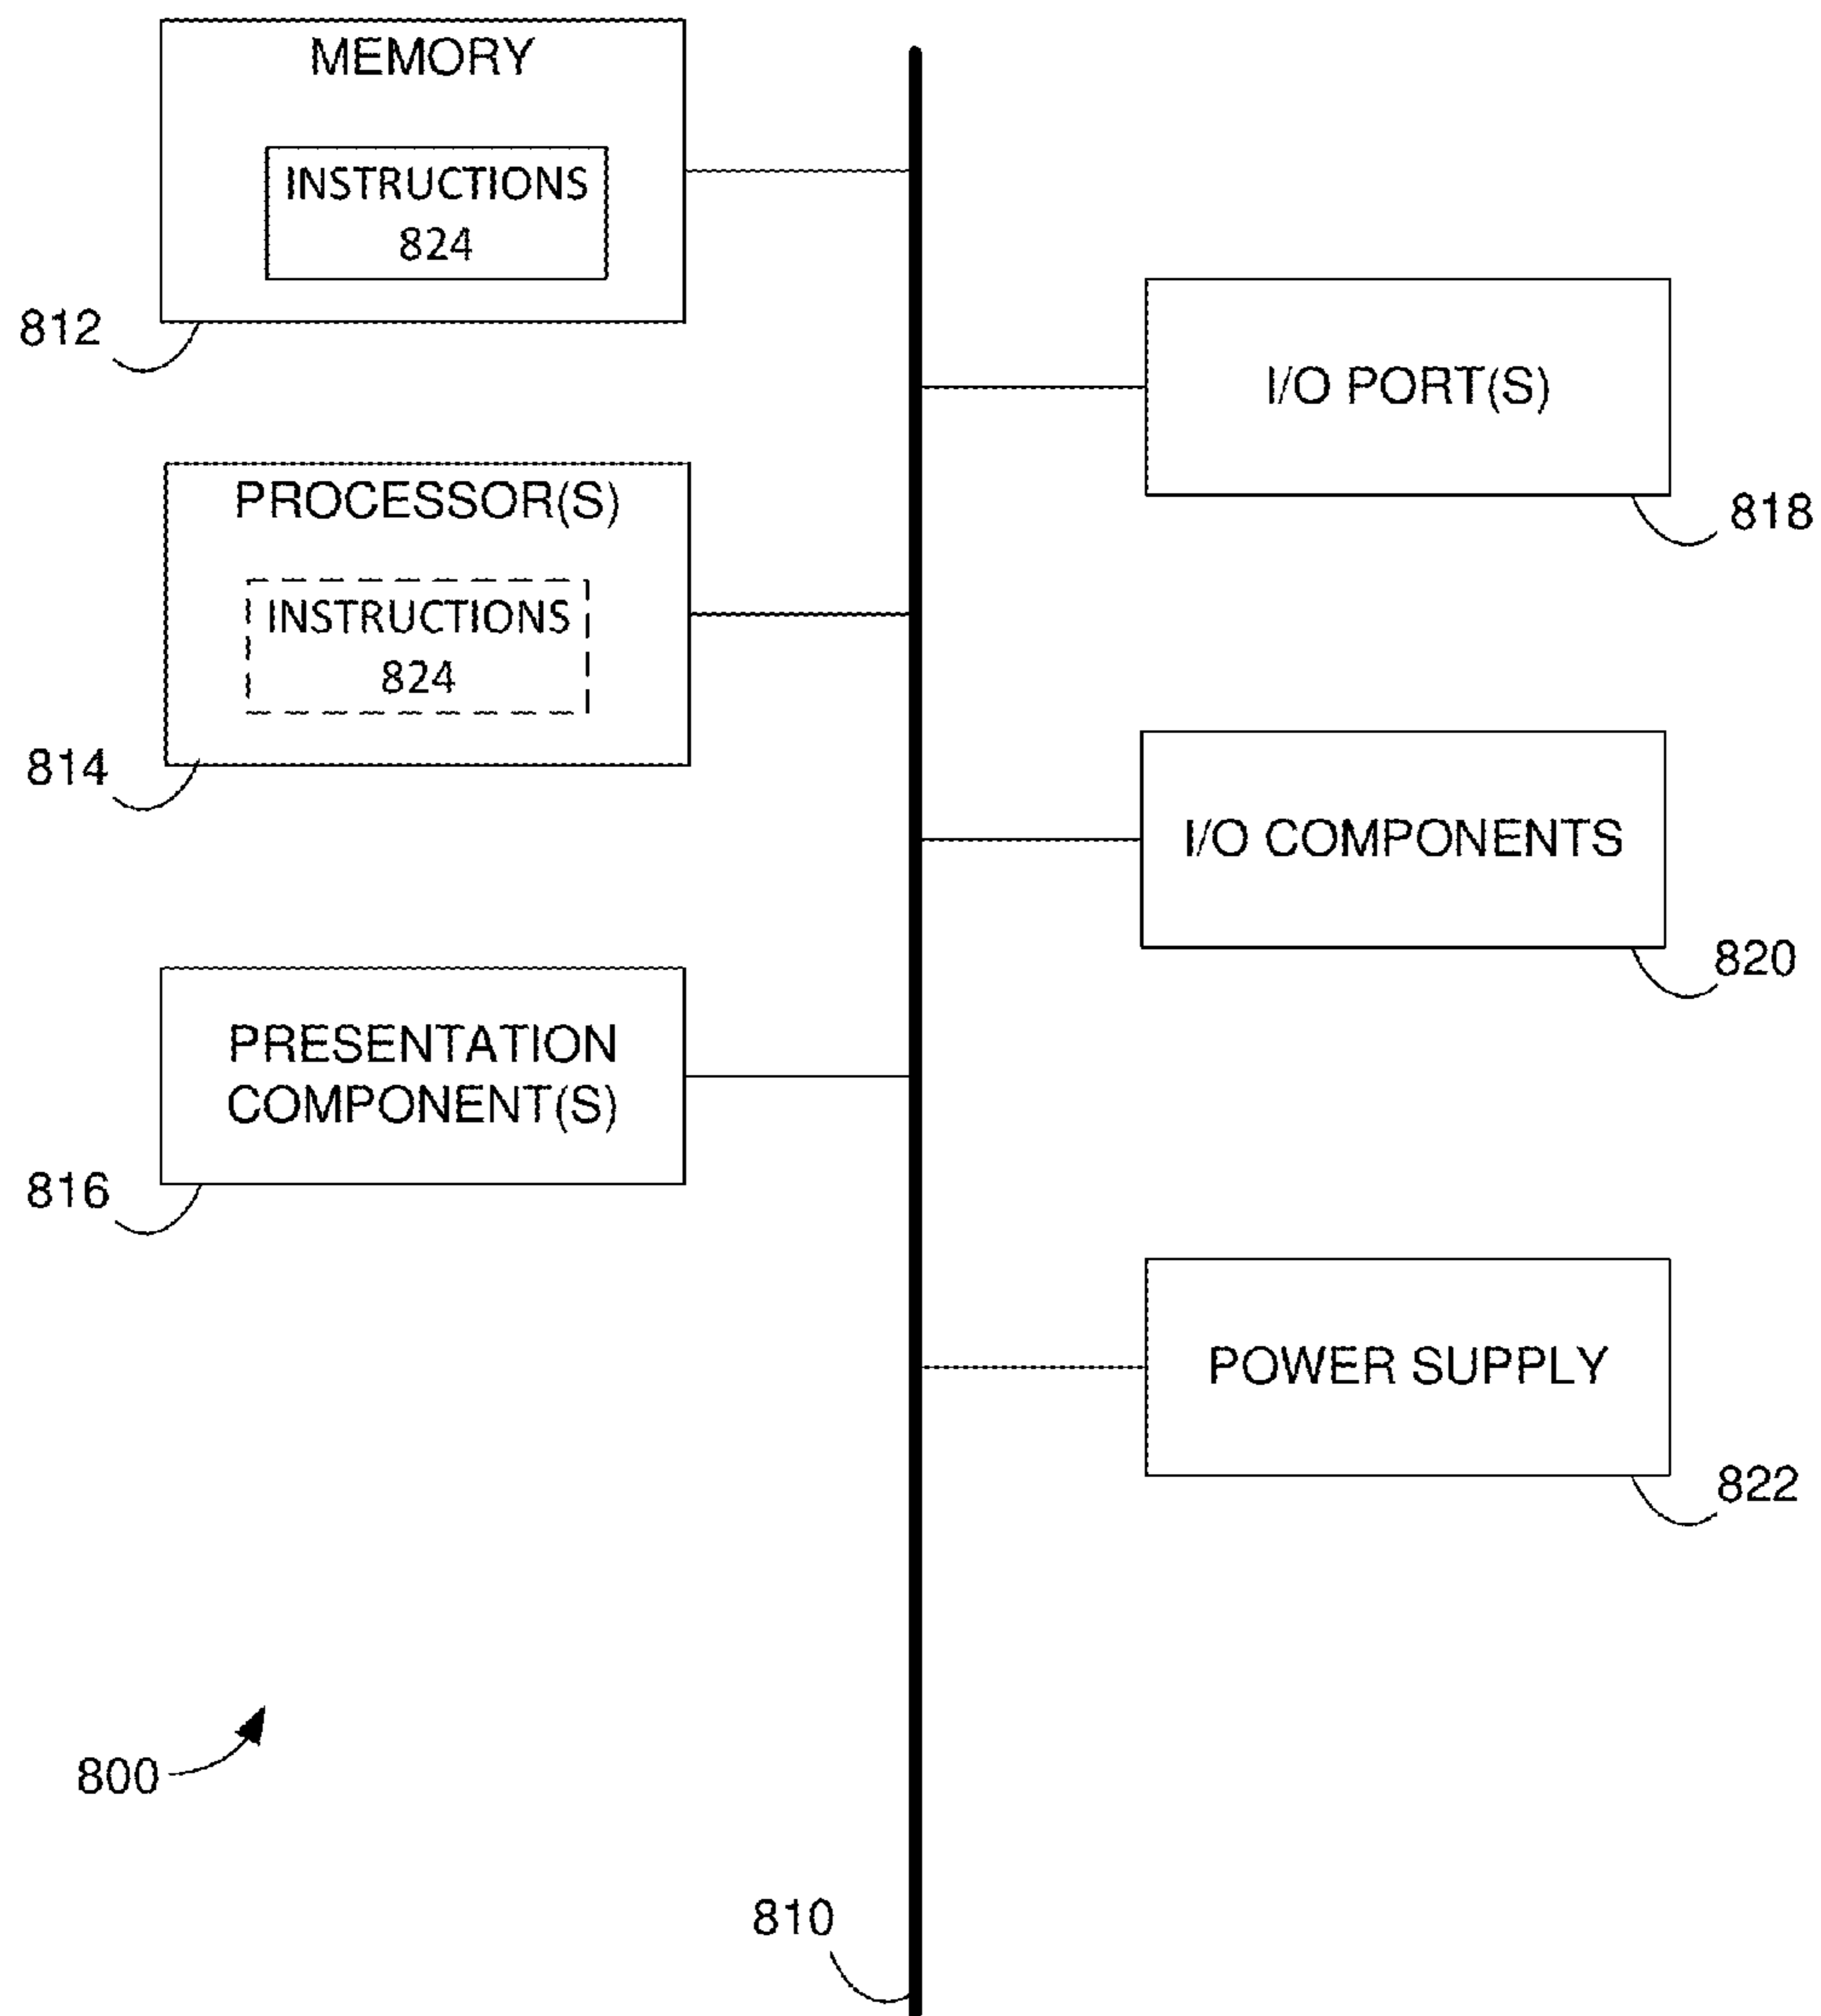 MEMORY
INSTRUCTIONS
824
812
I/O PORT(S)
818
PROCESSOR(S)
INSTRUCTIONS
824
814
I/O COMPONENTS
820
PRESENTATION
COMPONENT(S)
816
POWER SUPPLY
822
800
810